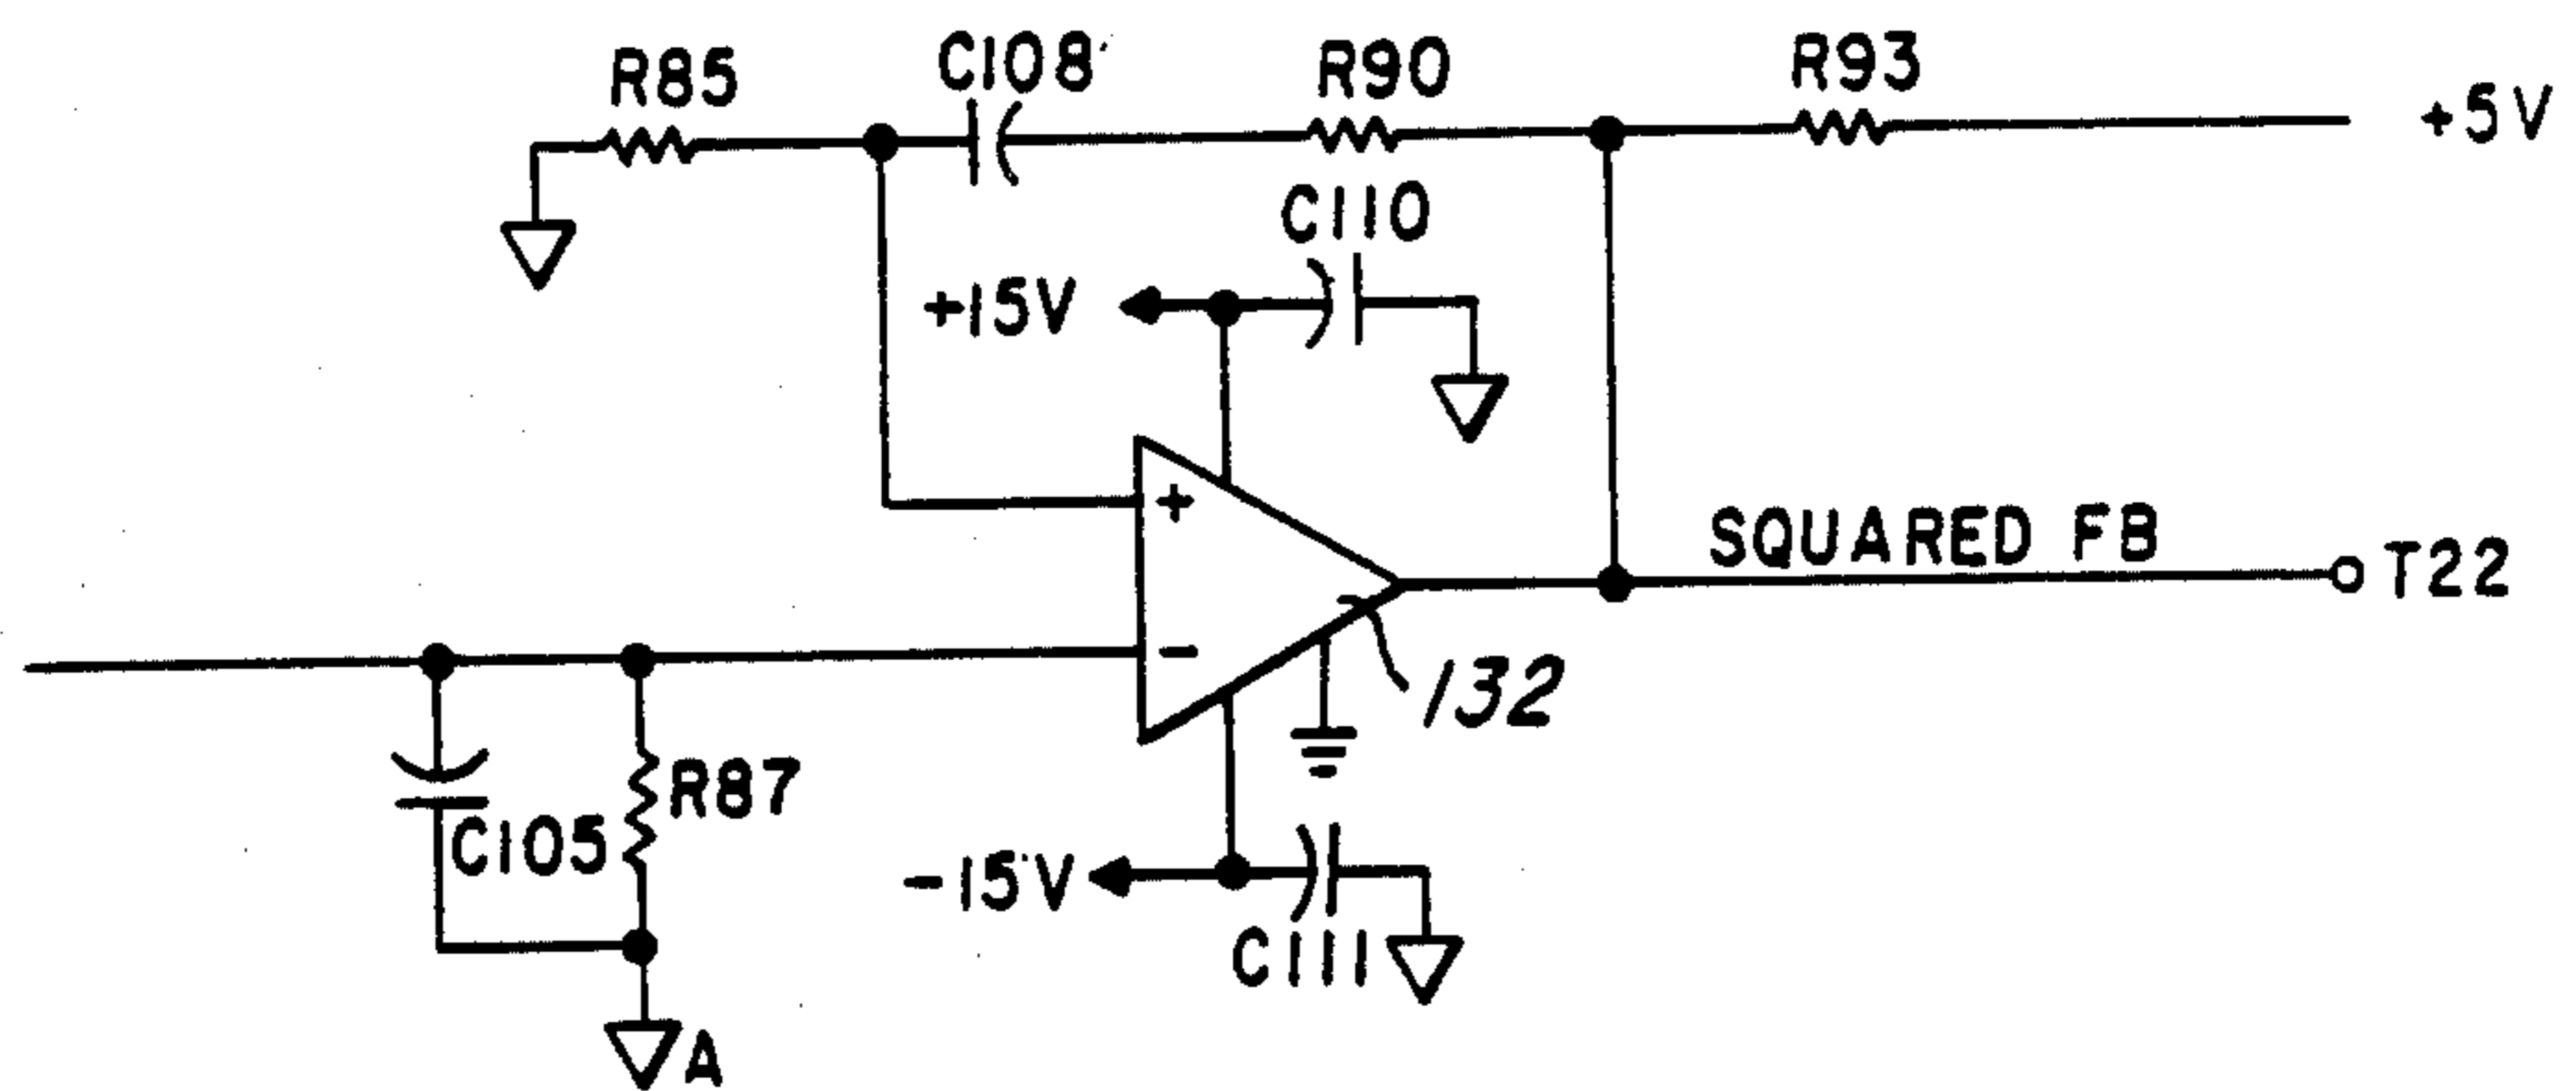 R85
C108
R90
R93
+5V
C110
+15V
+
SQUARED FB
T22
-
132
R87
C105
-15V
C111
A